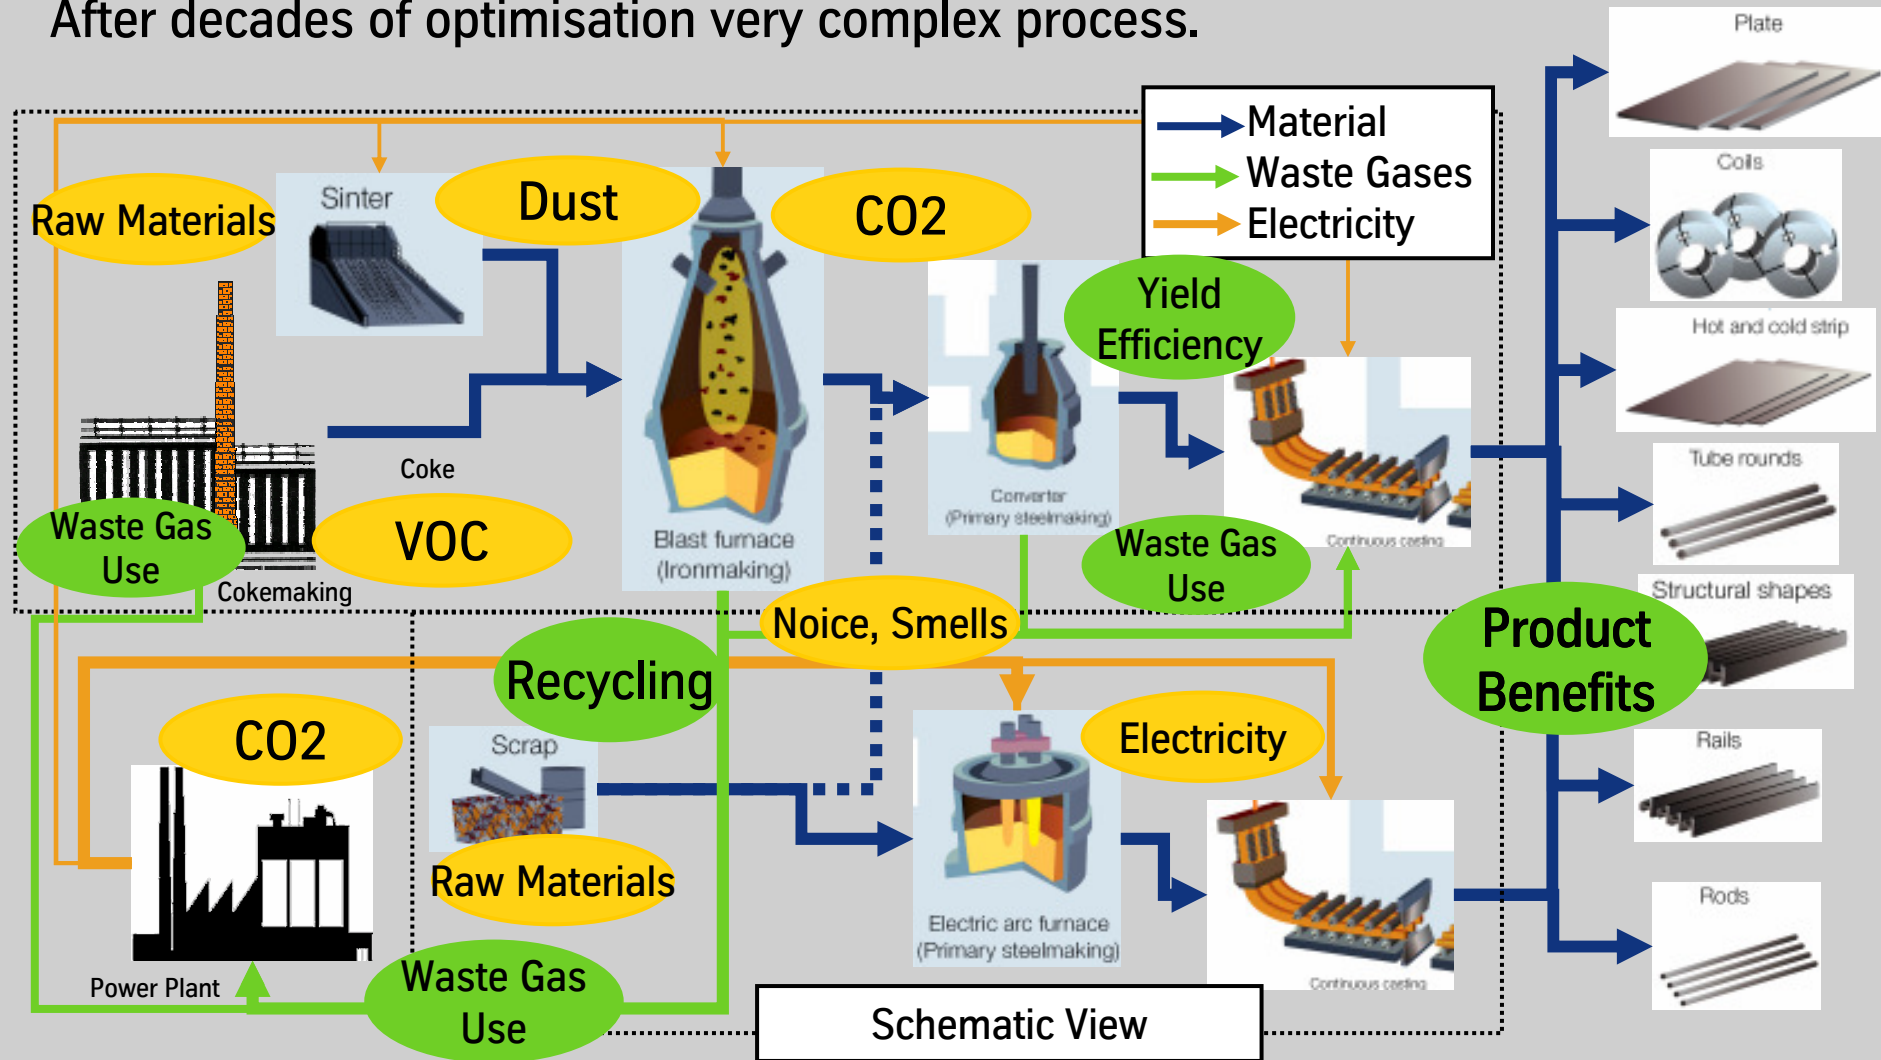 After decades of optimisation very complex process.
Plate
Material
Waste Gases
Electricity
Coils
Raw Materials
Sinter
Dust
CO2
Yield
Efficiency
Hot and cold strip
Coke
Tube rounds
Converter
(Primary steelmaking)
Waste Gas
Use
VOC
Blast furnace
(Ironmaking)
Waste Gas
Use
Continuous casting
Cokemaking
Structural shapes
Noice, Smells
Product
Benefits
Recycling
CO2
Scrap
Electricity
Rails
Raw Materials
Rods
Electric arc furnace
(Primary steelmaking)
Power Plant
Waste Gas
Use
Continuous casting
Schematic View